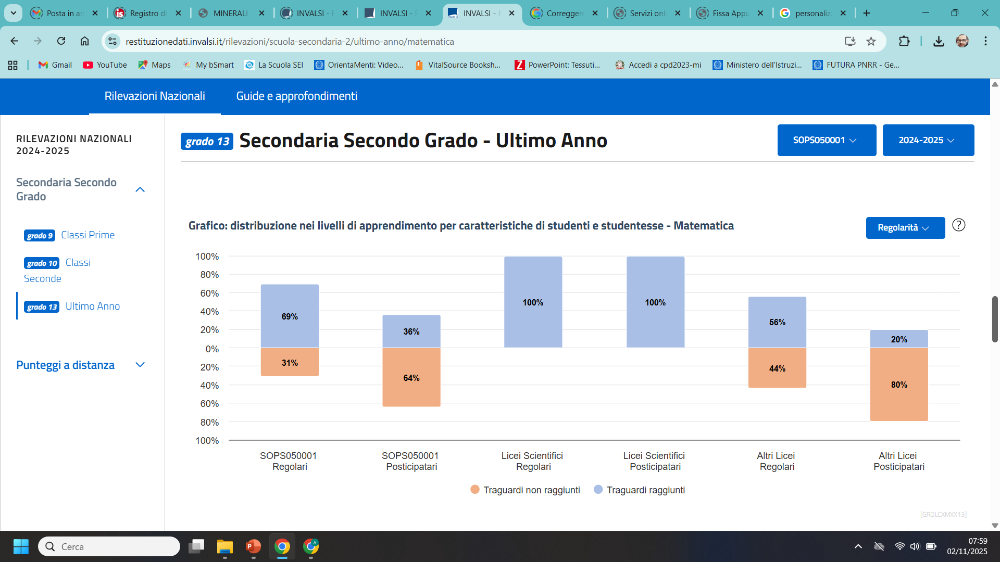 Posta in ar
Registro di
MINERALI
INVALSI - P
INVALSI - P
INVALSI - P
Correggere
Servizi onli
Fissa Appu
personaliz
restituzionedati.invalsi.it/rilevazioni/scuola-secondaria-2/ultimo-anno/matematica
Gmail
YouTube
Maps
My bSmart
La Scuola SEI
OrientaMenti: Video...
VitalSource Booksh...
PowerPoint: Tessuti...
Accedi a cpd2023-mi
Ministero dell'Istruzi...
FUTURA PNRR - Ge...
Rilevazioni Nazionali
Guide e approfondimenti
RILEVAZIONI NAZIONALI
2024-2025
Secondaria Secondo
Grado
grado 9 Classi Prime
grado 10 Classi
Seconde
grado 13 Ultimo Anno
Punteggi a distanza
grado 13 Secondaria Secondo Grado - Ultimo Anno
SOPS050001
2024-2025
Grafico: distribuzione nei livelli di apprendimento per caratteristiche di studenti e studentesse - Matematica
Regolarità
?
100%
80%
60%
40%
20%
0%
20%
40%
60%
80%
100%
69%
31%
36%
64%
100%
100%
56%
44%
20%
80%
SOPS050001
Regolari
SOPS050001
Posticipatari
Licei Scientifici
Regolari
Licei Scientifici
Posticipatari
Altri Licei
Regolari
Altri Licei
Posticipatari
Traguardi non raggiunti
Traguardi raggiunti
[GRDLCXMXX13]
Cerca
07:59
02/11/2025